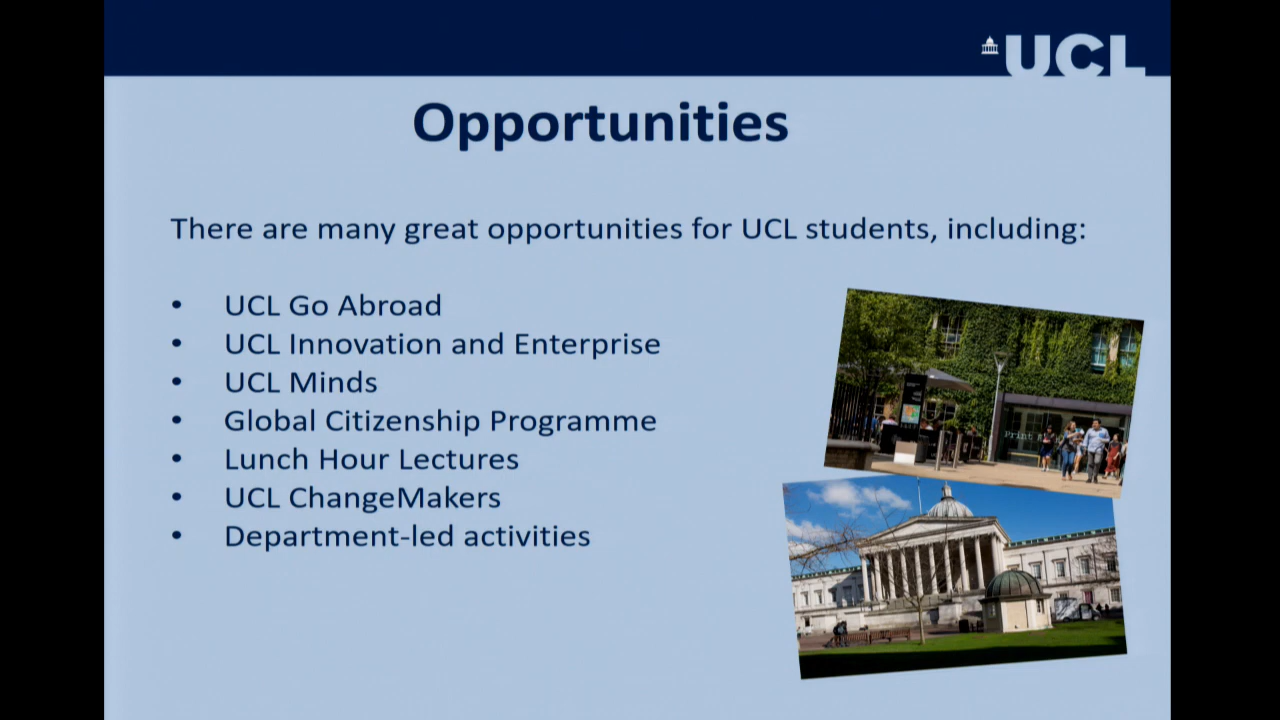 UCL
Opportunities
There are many great opportunities for UCL students, including:
• UCL Go Abroad
• UCL Innovation and Enterprise
• UCL Minds
• Global Citizenship Programme
• Lunch Hour Lectures
• UCL ChangeMakers
• Department-led activities
Print